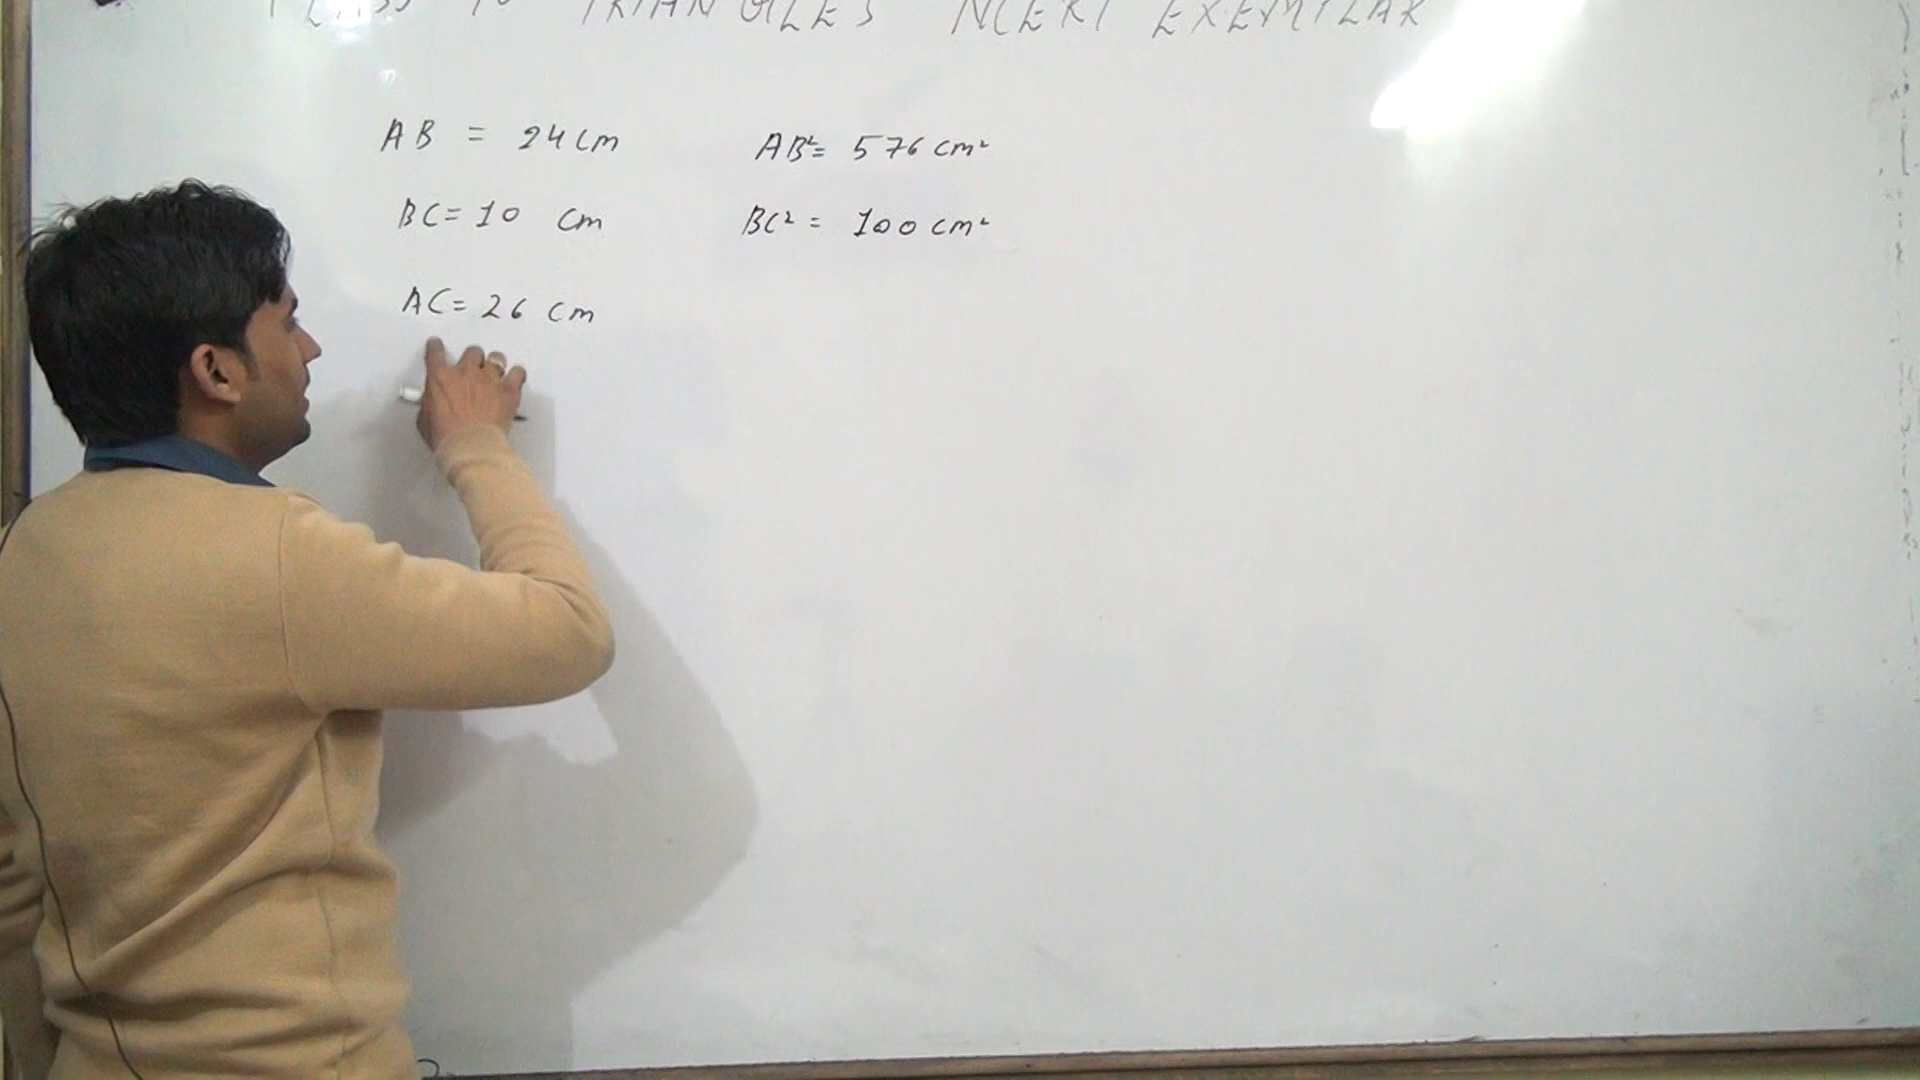 CLASS 10 TRIANGLES NCERT EXEMPLAR
AB = 24 cm AB² = 576 cm²
BC = 10 cm BC² = 100 cm²
AC = 26 cm